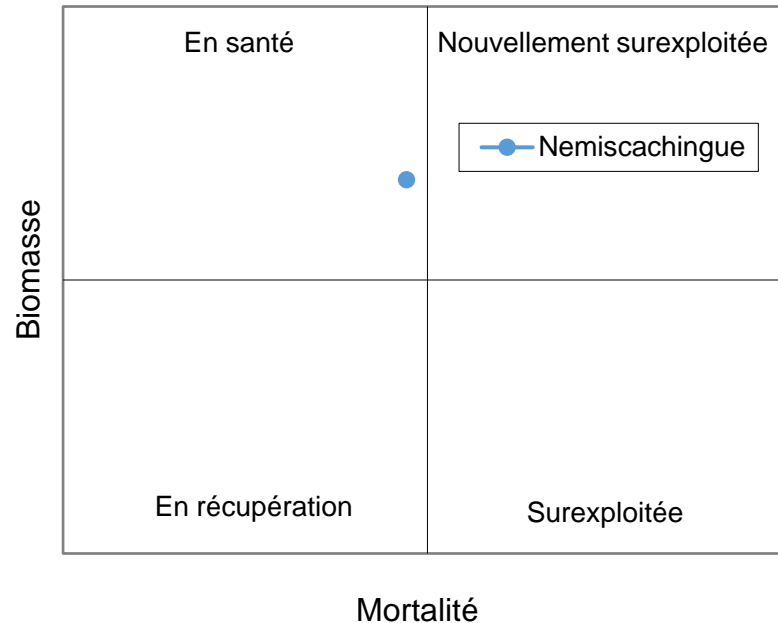 En santé
Nouvellement surexploitée
Nemiscachingue
Biomasse
En récupération
Surexploitée
Mortalité